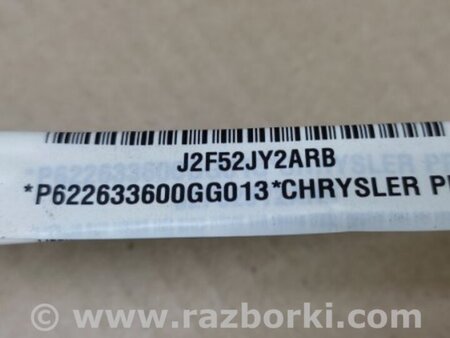 J2F52JY2ARB
*P622633600GG013*CHRYSLER
www.razborki.com